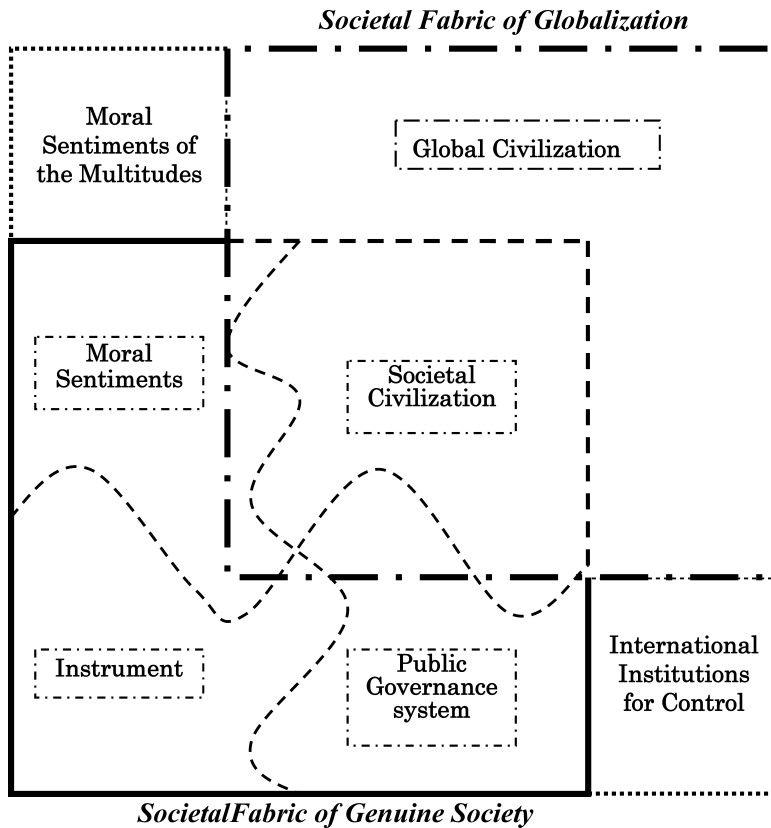 Societal Fabric of Globalization
Moral
Sentiments of
the Multitudes
Global Civilization
Moral
Sentiments
Societal
Civilization
Instrument
Public
Governance
system
International
Institutions
for Control
SocietalFabric of Genuine Society